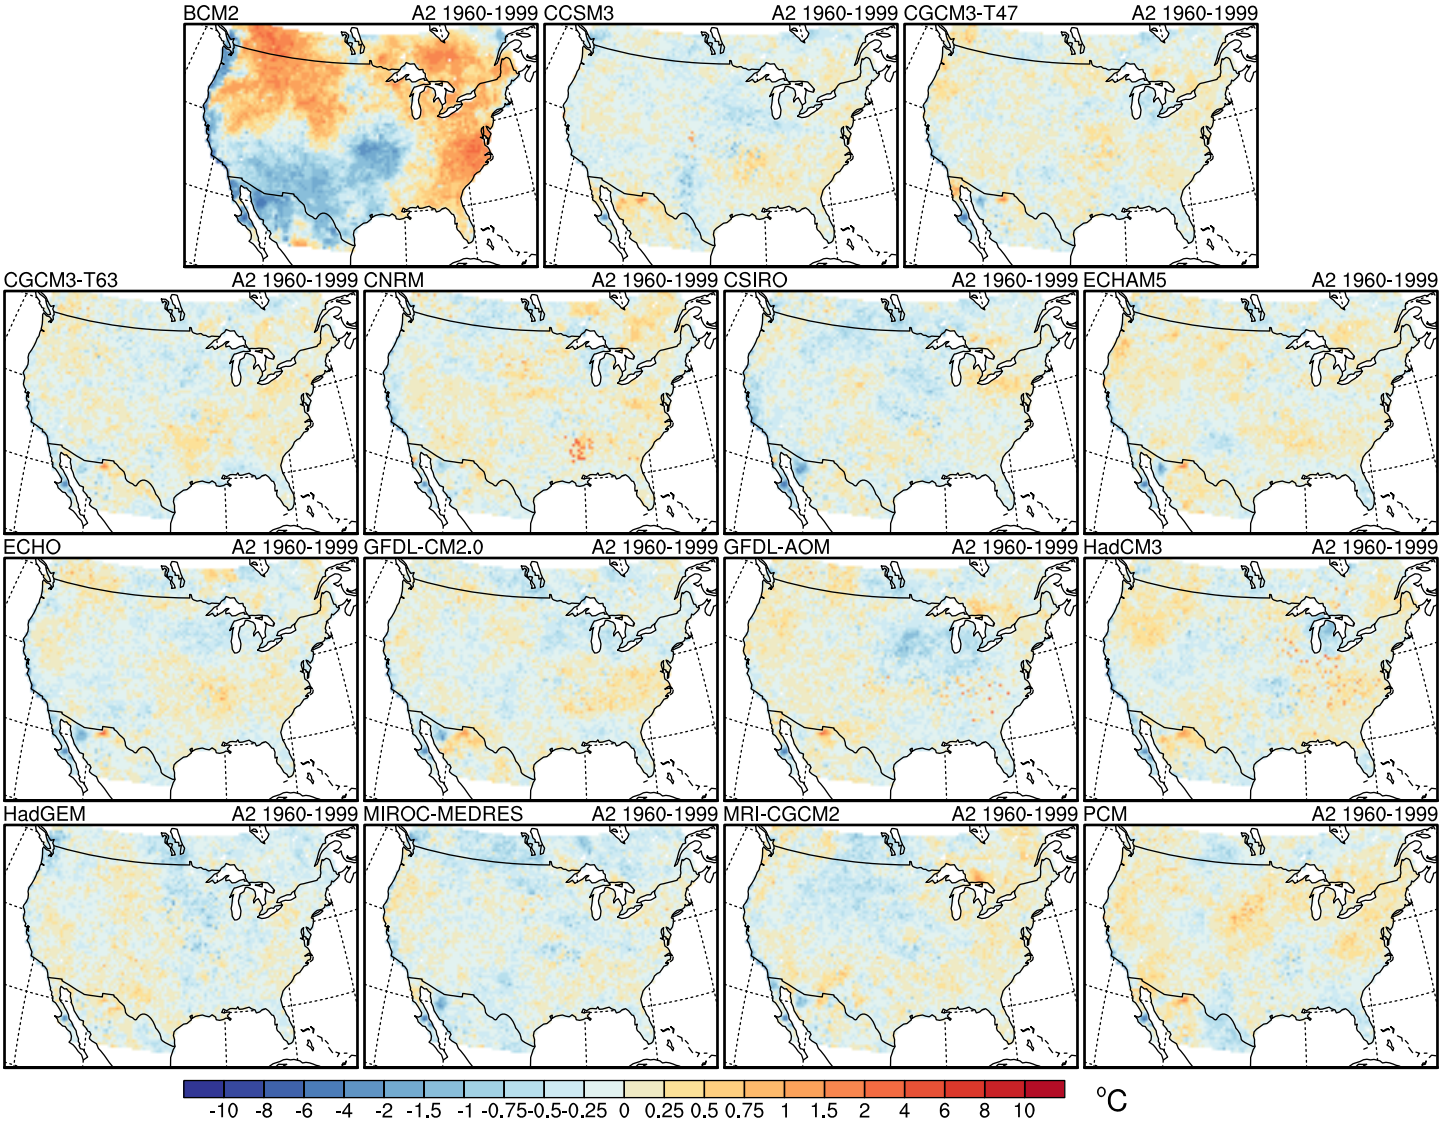 BCM2 A2 1960-1999 CCSM3 A2 1960-1999 CGCM3-T47 A2 1960-1999
CGCM3-T63 A2 1960-1999 CNRM A2 1960-1999 CSIRO A2 1960-1999 ECHAM5 A2 1960-1999
ECHO A2 1960-1999 GFDL-CM2.0 A2 1960-1999 GFDL-AOM A2 1960-1999 HadCM3 A2 1960-1999
HadGEM A2 1960-1999 MIROC-MEDRES A2 1960-1999 MRI-CGCM2 A2 1960-1999 PCM A2 1960-1999
-10 -8 -6 -4 -2 -1.5 -1 -0.75 -0.5 -0.25 0 0.25 0.5 0.75 1 1.5 2 4 6 8 10 °C